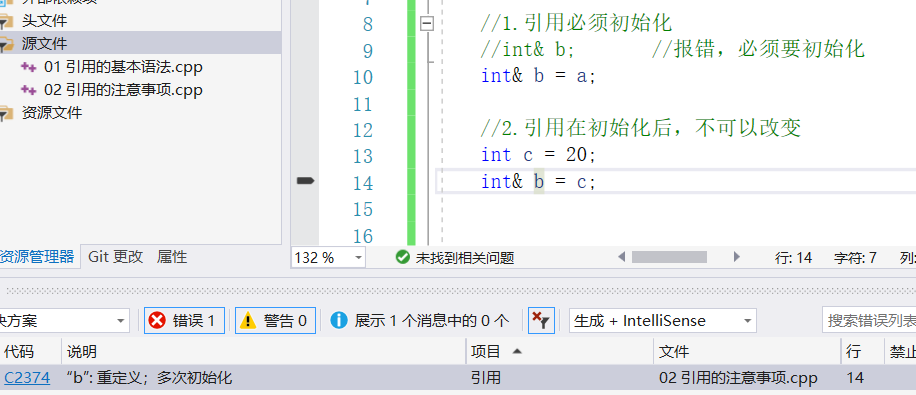 头文件
源文件
01 引用的基本语法.cpp
02 引用的注意事项.cpp
资源文件
8 //1.引用必须初始化
9 //int& b; //报错，必须要初始化
10 int& b = a;
11
12 //2.引用在初始化后，不可以改变
13 int c = 20;
14 int& b = c;
15
16
资源管理器 Git 更改 属性
132 % 未找到相关问题 行: 14 字符: 7 列:
决方案 错误 1 警告 0 展示 1 个消息中的 0 个 生成 + IntelliSense 搜索错误列表
代码 说明 项目 文件 行 禁止
C2374 “b”: 重定义；多次初始化 引用 02 引用的注意事项.cpp 14